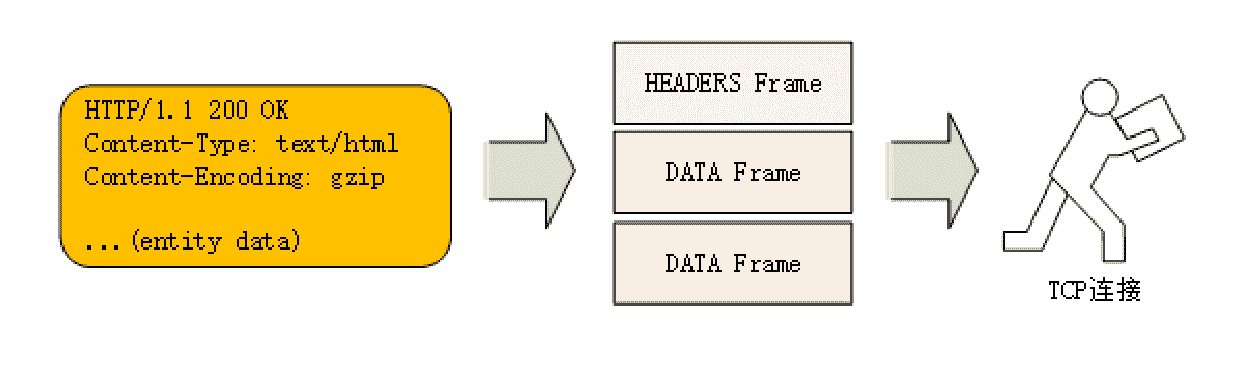 HTTP/1.1 200 OK
Content-Type: text/html
Content-Encoding: gzip
...(entity data)
HEADERS Frame
DATA Frame
DATA Frame
TCP连接